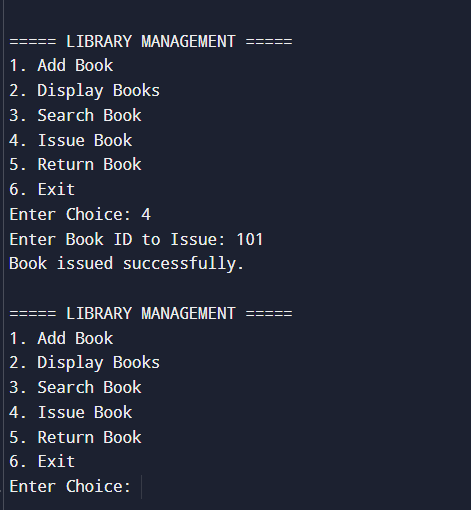 ===== LIBRARY MANAGEMENT =====
1. Add Book
2. Display Books
3. Search Book
4. Issue Book
5. Return Book
6. Exit
Enter Choice: 4
Enter Book ID to Issue: 101
Book issued successfully.
===== LIBRARY MANAGEMENT =====
1. Add Book
2. Display Books
3. Search Book
4. Issue Book
5. Return Book
6. Exit
Enter Choice: